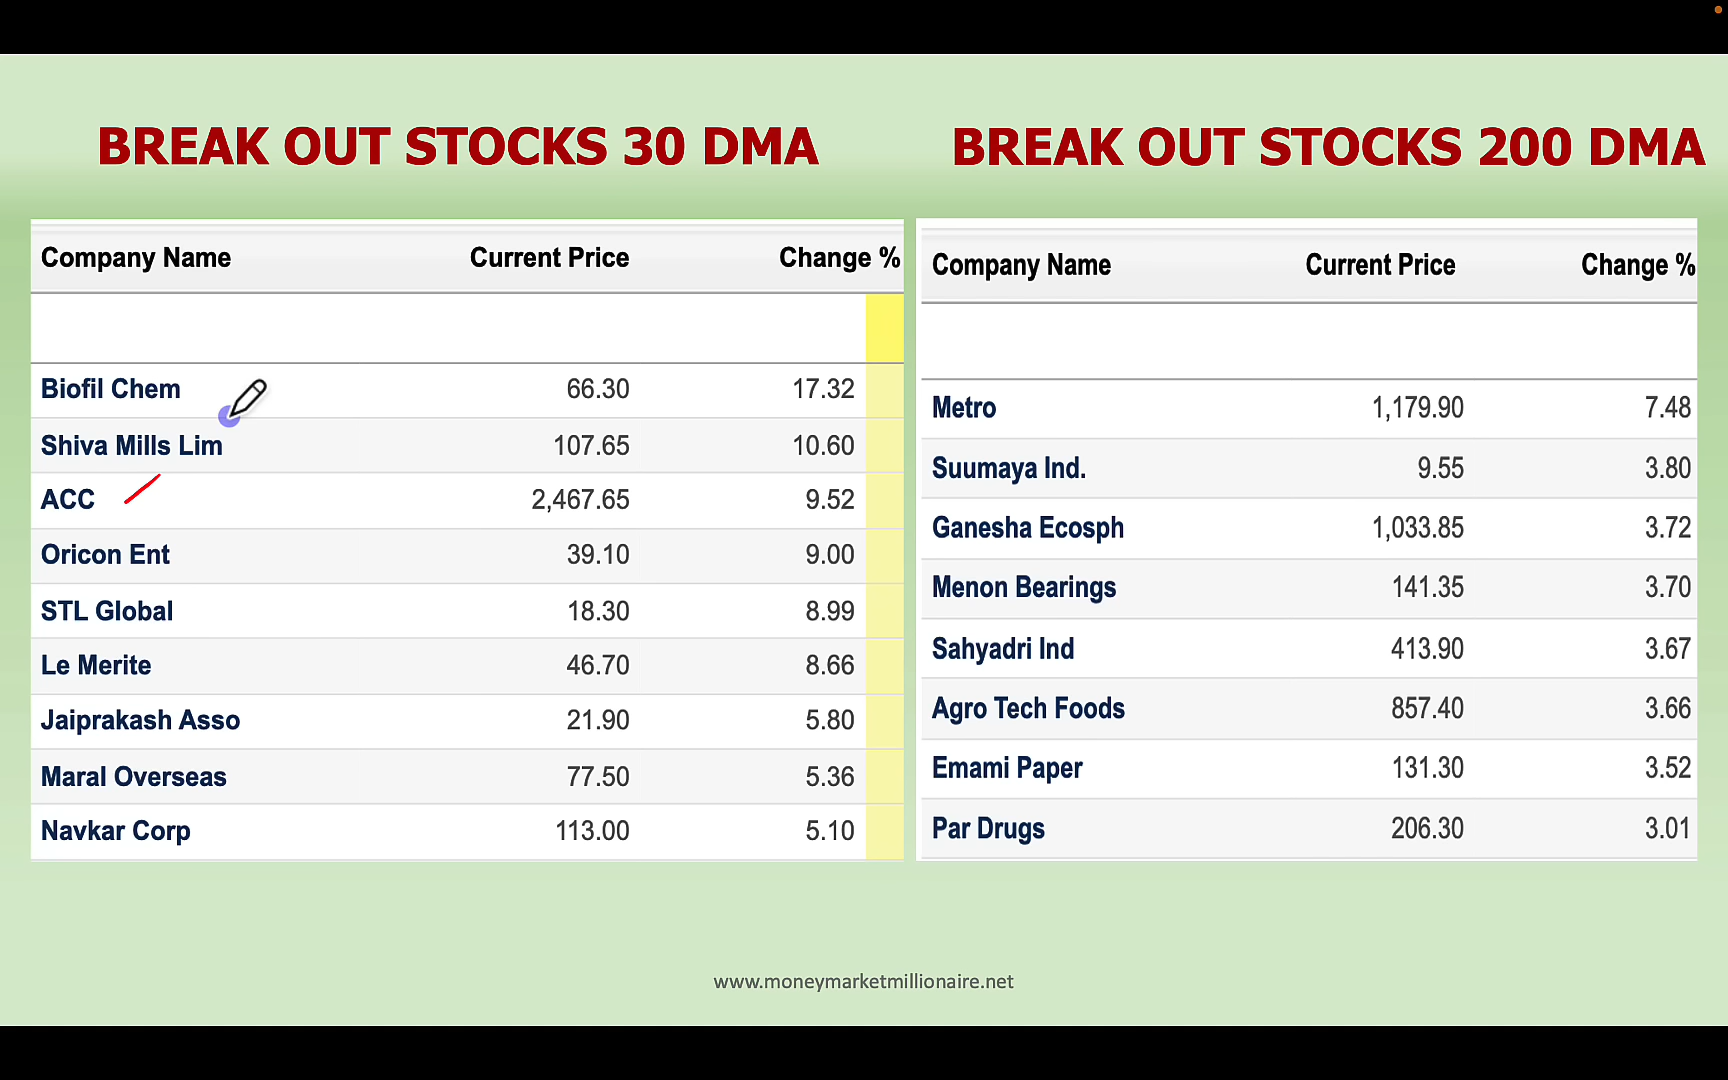 BREAK OUT STOCKS 30 DMA
Company Name Current Price Change %
Biofil Chem 66.30 17.32
Shiva Mills Lim 107.65 10.60
ACC 2,467.65 9.52
Oricon Ent 39.10 9.00
STL Global 18.30 8.99
Le Merite 46.70 8.66
Jaiprakash Asso 21.90 5.80
Maral Overseas 77.50 5.36
Navkar Corp 113.00 5.10
BREAK OUT STOCKS 200 DMA
Company Name Current Price Change %
Metro 1,179.90 7.48
Suumaya Ind. 9.55 3.80
Ganesha Ecosph 1,033.85 3.72
Menon Bearings 141.35 3.70
Sahyadri Ind 413.90 3.67
Agro Tech Foods 857.40 3.66
Emami Paper 131.30 3.52
Par Drugs 206.30 3.01
www.moneymarketmillionaire.net